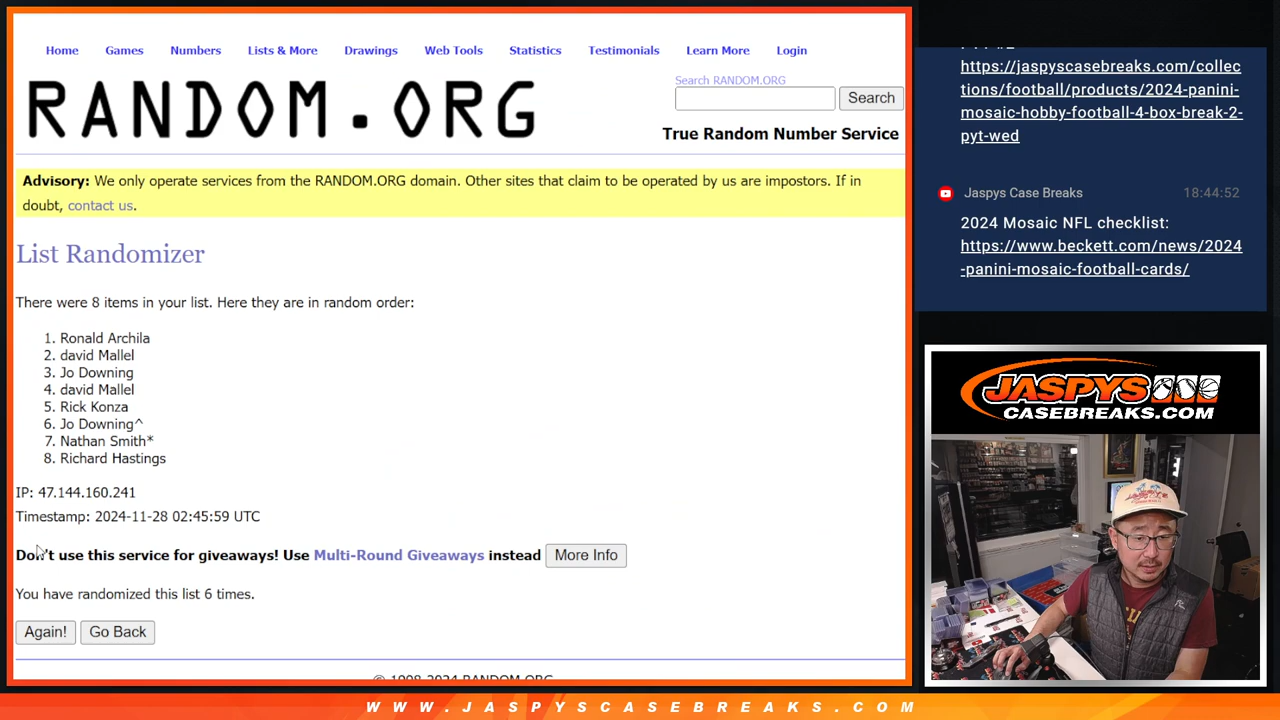 Home Games Numbers Lists & More Drawings Web Tools Statistics Testimonials Learn More Login
RANDOM.ORG
Search RANDOM.ORG
Search
True Random Number Service
Advisory: We only operate services from the RANDOM.ORG domain. Other sites that claim to be operated by us are impostors. If in
doubt, contact us.
List Randomizer
There were 8 items in your list. Here they are in random order:
1. Ronald Archila
2. david Mallel
3. Jo Downing
4. david Mallel
5. Rick Konza
6. Jo Downing^
7. Nathan Smith*
8. Richard Hastings
IP: 47.144.160.241
Timestamp: 2024-11-28 02:45:59 UTC
Don't use this service for giveaways! Use Multi-Round Giveaways instead More Info
You have randomized this list 6 times.
Again! Go Back
© 1998-2024 RANDOM.ORG
https://jaspyscasebreaks.com/collec
tions/football/products/2024-panini-
mosaic-hobby-football-4-box-break-2-
pyt-wed
Jaspys Case Breaks 18:44:52
2024 Mosaic NFL checklist:
https://www.beckett.com/news/2024
-panini-mosaic-football-cards/
JASPYS
CASEBREAKS.COM
WWW.JASPYSCASEBREAKS.COM